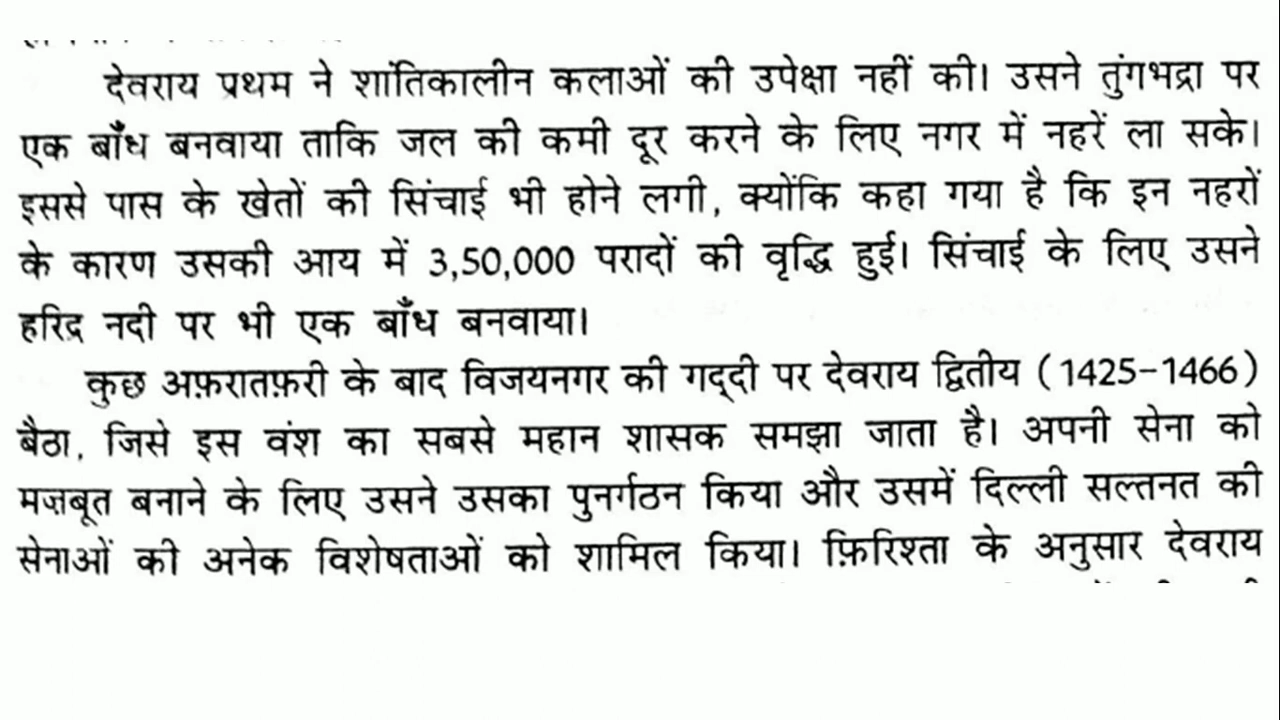 देवराय प्रथम ने शांतिकालीन कलाओं की उपेक्षा नहीं की। उसने तुंगभद्रा पर
एक बाँध बनवाया ताकि जल की कमी दूर करने के लिए नगर में नहरें ला सके।
इससे पास के खेतों की सिंचाई भी होने लगी, क्योंकि कहा गया है कि इन नहरों
के कारण उसकी आय में 3,50,000 परादों की वृद्धि हुई। सिंचाई के लिए उसने
हरिद्र नदी पर भी एक बाँध बनवाया।
कुछ अफ़रातफ़री के बाद विजयनगर की गद्दी पर देवराय द्वितीय (1425-1466)
बैठा, जिसे इस वंश का सबसे महान शासक समझा जाता है। अपनी सेना को
मज़बूत बनाने के लिए उसने उसका पुनर्गठन किया और उसमें दिल्ली सल्तनत की
सेनाओं की अनेक विशेषताओं को शामिल किया। फ़िरिश्ता के अनुसार देवराय